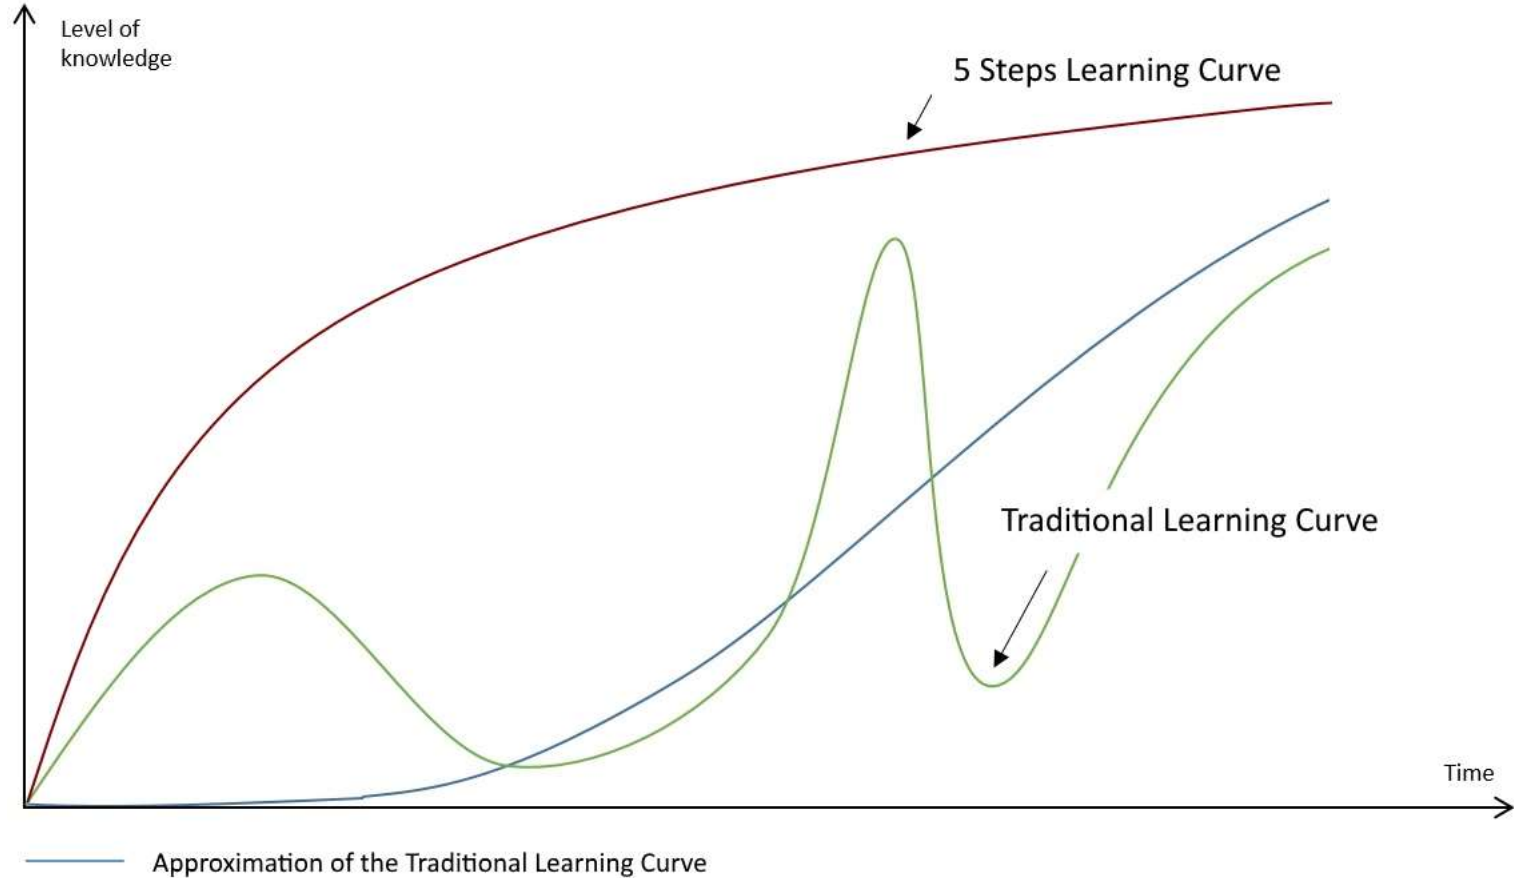 Level of
knowledge
5 Steps Learning Curve
Traditional Learning Curve
Time
Approximation of the Traditional Learning Curve